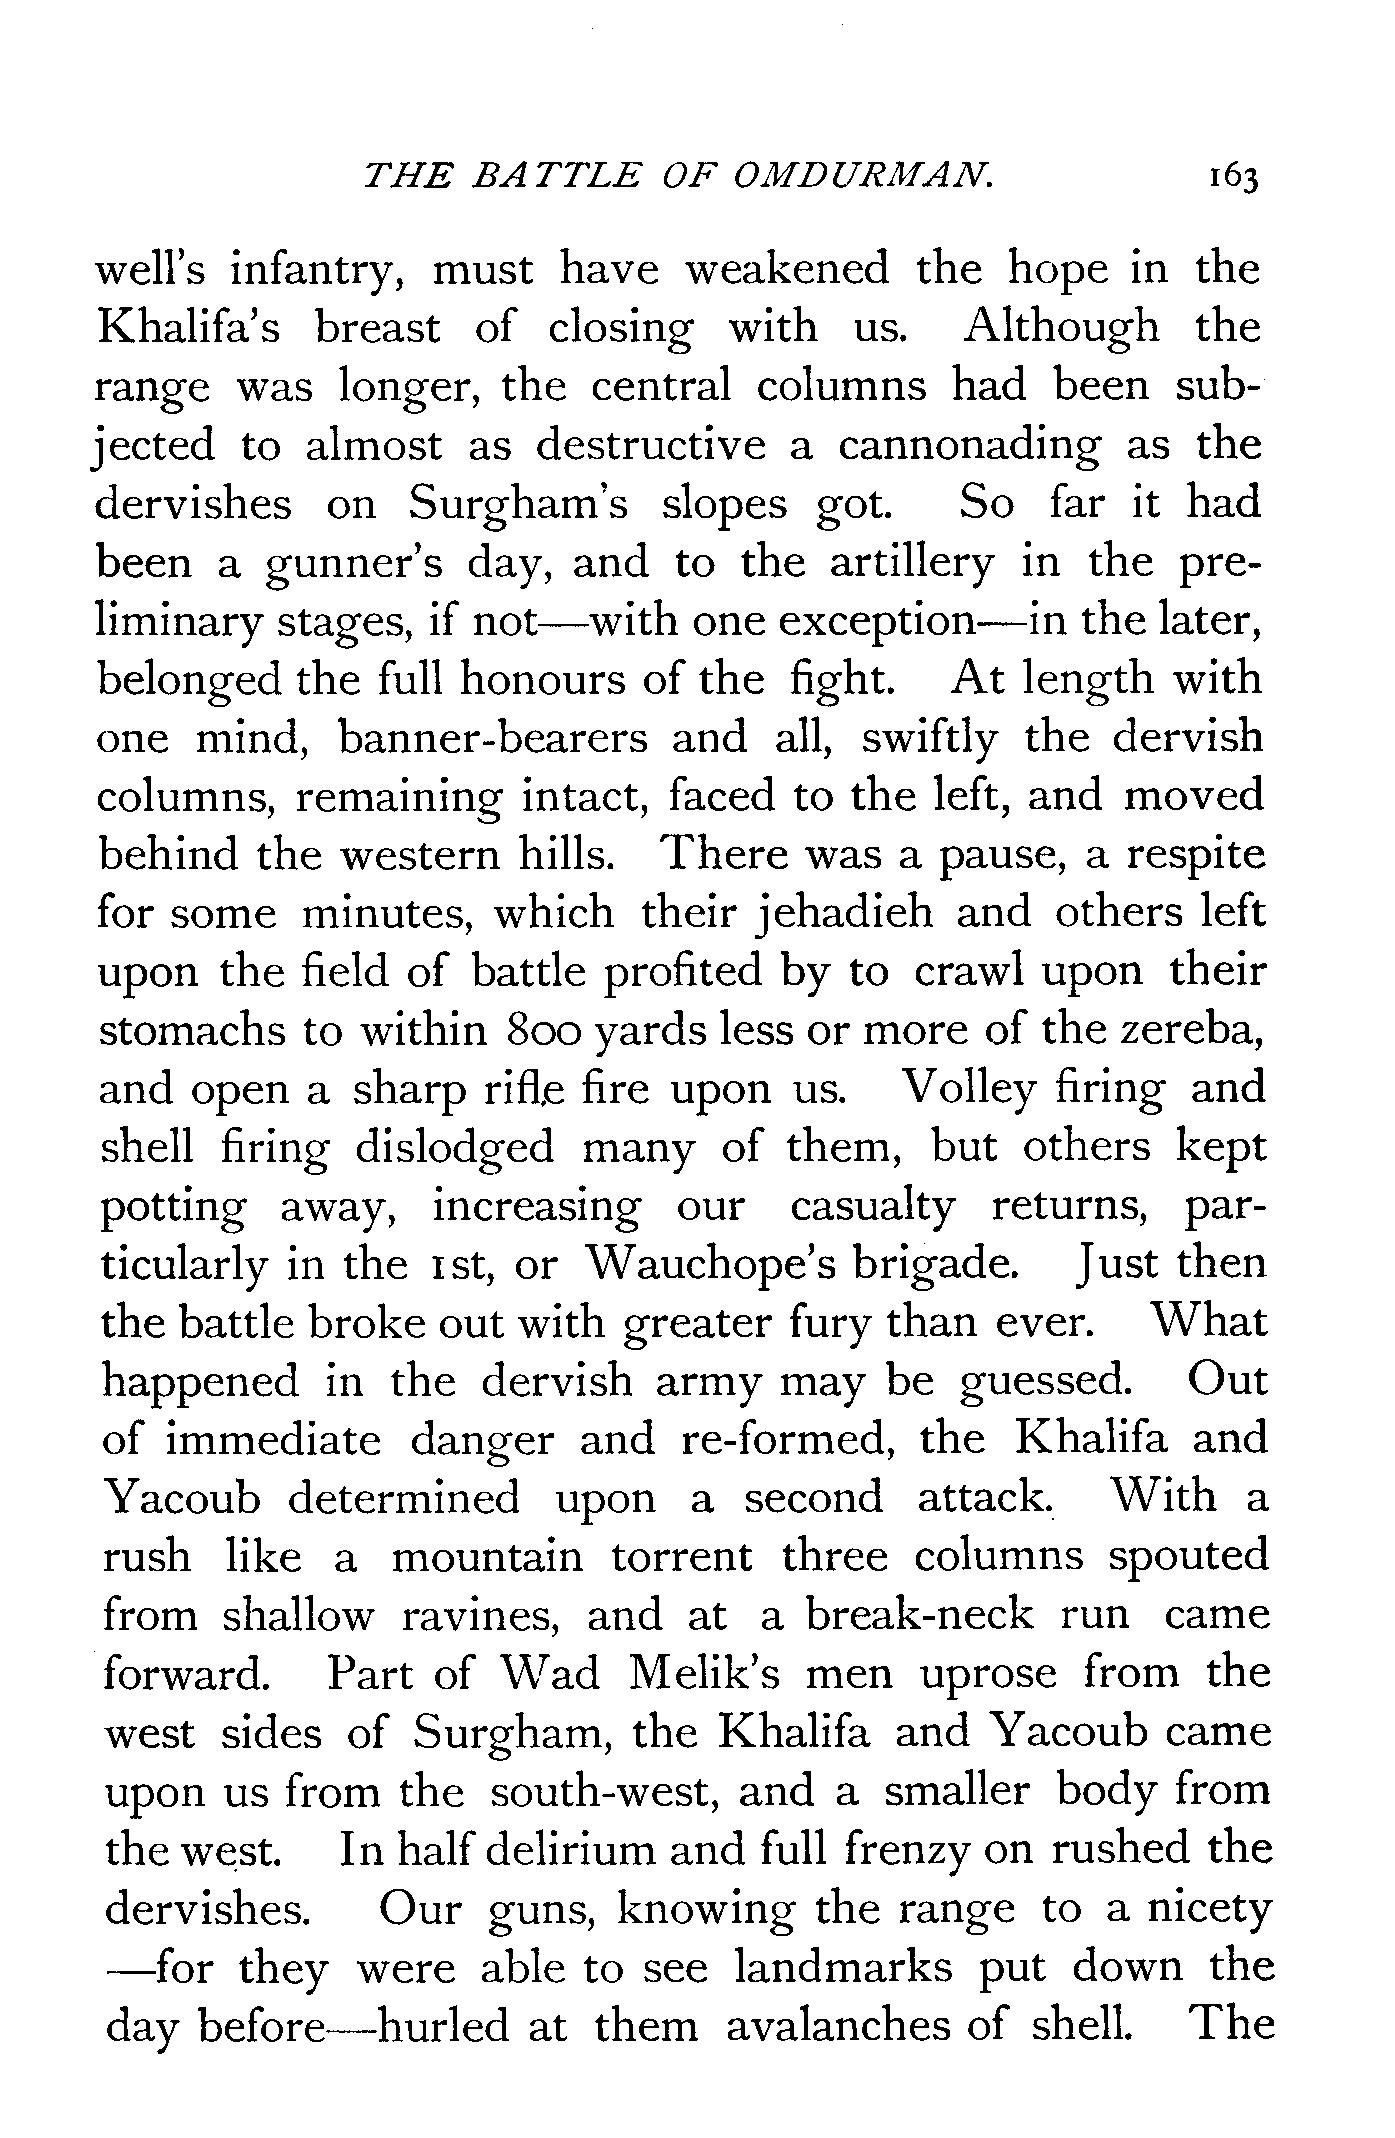 THE BATTLE OF OMDURMAN. 163
well's infantry, must have weakened the hope in the
Khalifa's breast of closing with us. Although the
range was longer, the central columns had been sub-
jected to almost as destructive a cannonading as the
dervishes on Surgham's slopes got. So far it had
been a gunner's day, and to the artillery in the pre-
liminary stages, if not—with one exception—in the later,
belonged the full honours of the fight. At length with
one mind, banner-bearers and all, swiftly the dervish
columns, remaining intact, faced to the left, and moved
behind the western hills. There was a pause, a respite
for some minutes, which their jehadieh and others left
upon the field of battle profited by to crawl upon their
stomachs to within 800 yards less or more of the zereba,
and open a sharp rifle fire upon us. Volley firing and
shell firing dislodged many of them, but others kept
potting away, increasing our casualty returns, par-
ticularly in the 1st, or Wauchope's brigade. Just then
the battle broke out with greater fury than ever. What
happened in the dervish army may be guessed. Out
of immediate danger and re-formed, the Khalifa and
Yacoub determined upon a second attack. With a
rush like a mountain torrent three columns spouted
from shallow ravines, and at a break-neck run came
forward. Part of Wad Melik's men uprose from the
west sides of Surgham, the Khalifa and Yacoub came
upon us from the south-west, and a smaller body from
the west. In half delirium and full frenzy on rushed the
dervishes. Our guns, knowing the range to a nicety
—for they were able to see landmarks put down the
day before—hurled at them avalanches of shell. The